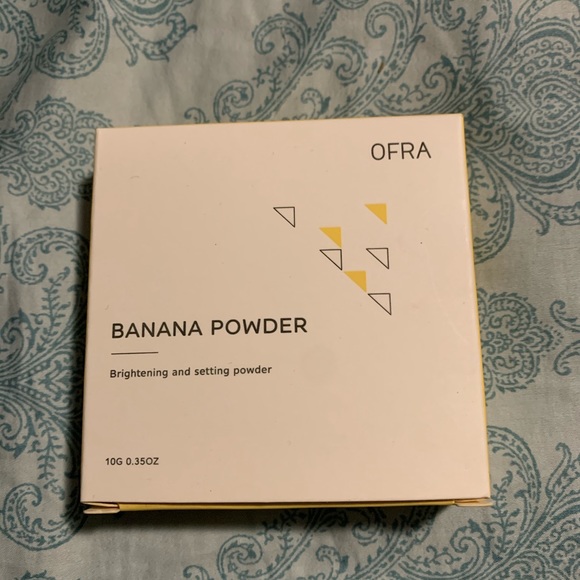 OFRA
BANANA POWDER
Brightening and setting powder
10G 0.35OZ